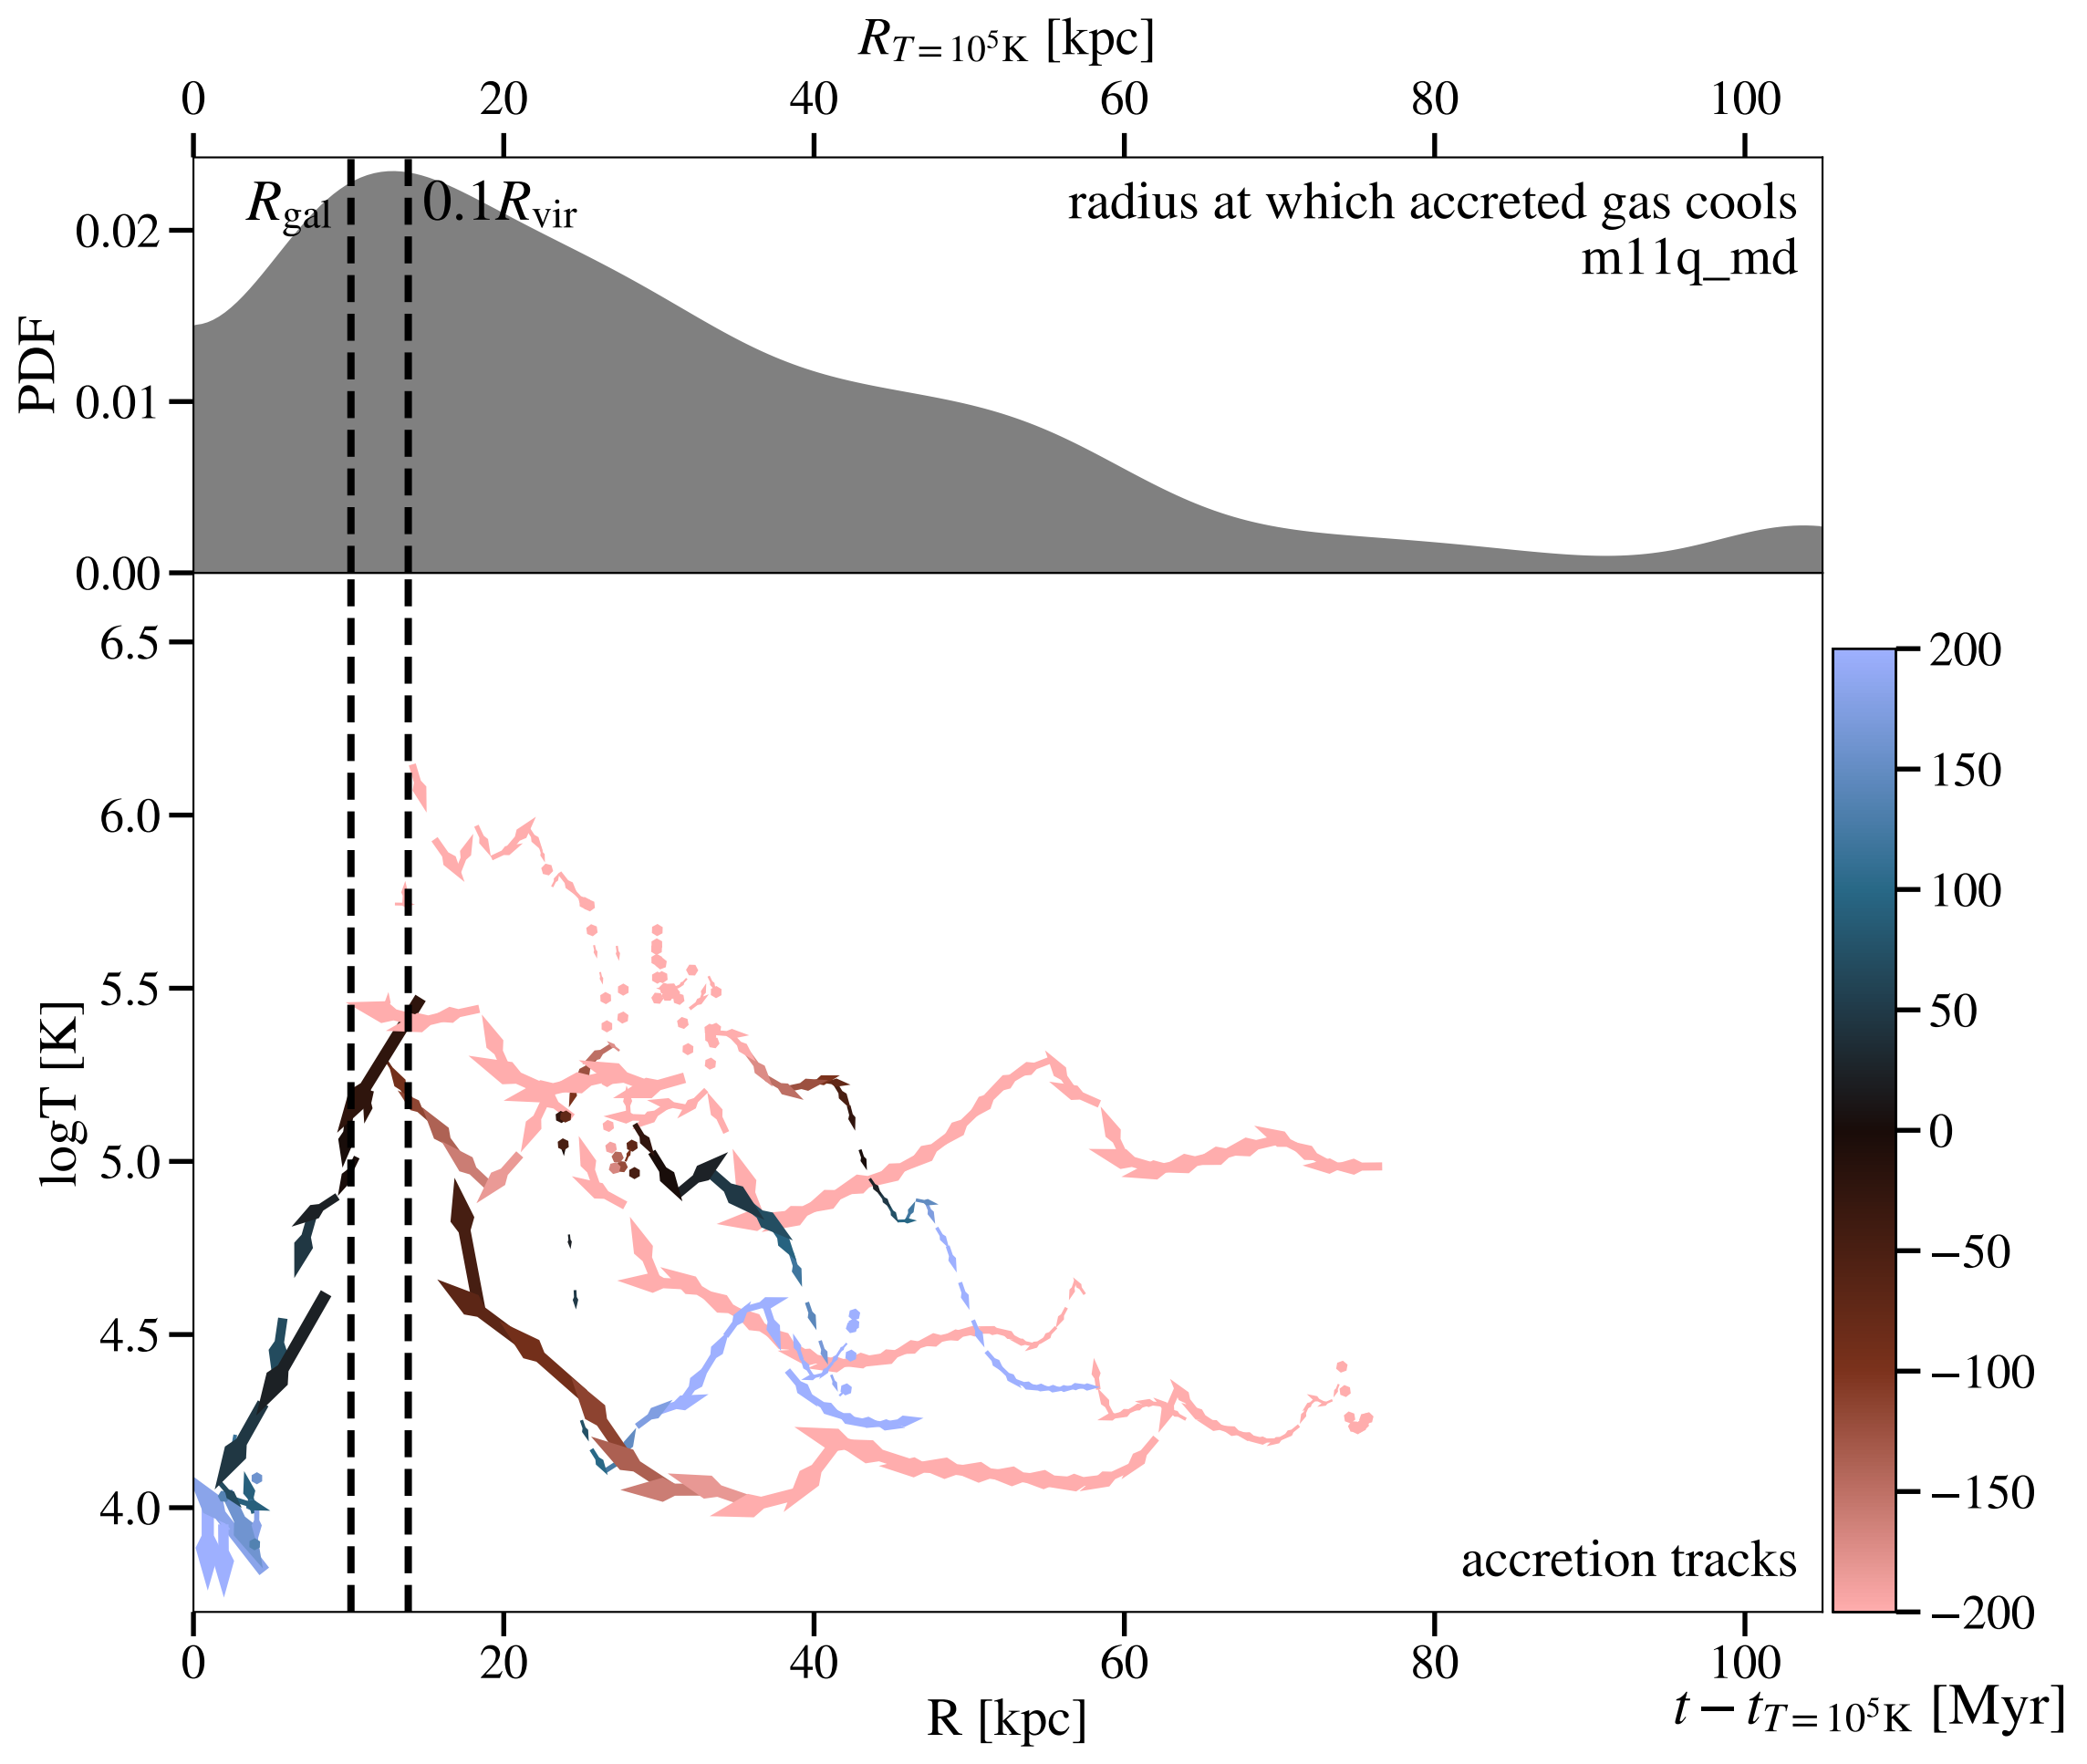 R_{T=10^5K} [kpc]
0 20 40 60 80 100
R_gal 0.1R_vir radius at which accreted gas cools
m11q_md
0.02
0.01
0.00
PDF
6.5
6.0
5.5
5.0
4.5
4.0
logT [K]
accretion tracks
200
150
100
50
0
−50
−100
−150
−200
0 20 40 60 80 100
R [kpc]
t − t_{T=10^5K} [Myr]